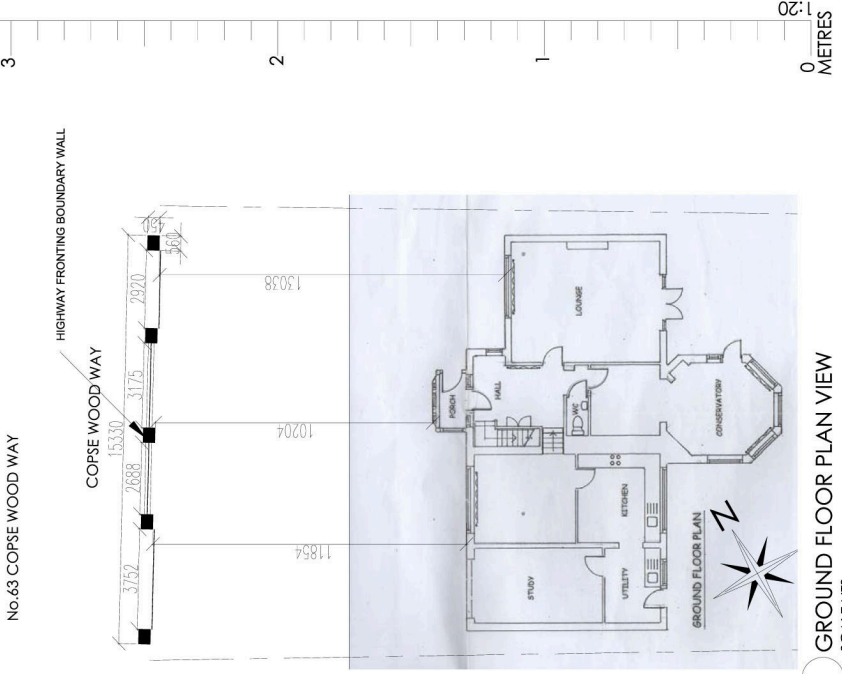 No.63 COPSE WOOD WAY
HIGHWAY FRONTING BOUNDARY WALL
COPSE WOOD WAY
15330
3752
2688
3175
2920
450
560
11854
10204
13038
STUDY
UTILITY
KITCHEN
PORCH
HALL
WC
LOUNGE
CONSERVATORY
GROUND FLOOR PLAN
N
GROUND FLOOR PLAN VIEW
3
2
1
0
METRES
1:20